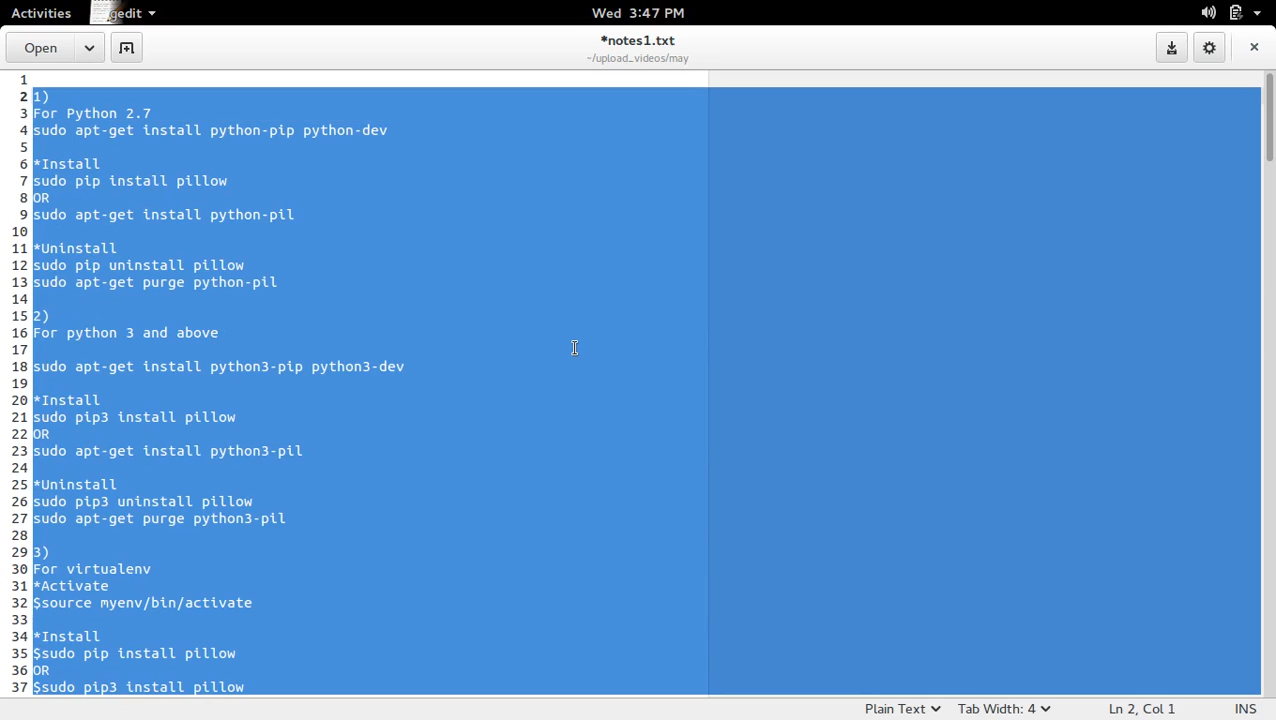 Activities gedit Wed 3:47 PM
Open *notes1.txt
~/upload_videos/may
1
2 1)
3 For Python 2.7
4 sudo apt-get install python-pip python-dev
5
6 *Install
7 sudo pip install pillow
8 OR
9 sudo apt-get install python-pil
10
11 *Uninstall
12 sudo pip uninstall pillow
13 sudo apt-get purge python-pil
14
15 2)
16 For python 3 and above
17
18 sudo apt-get install python3-pip python3-dev
19
20 *Install
21 sudo pip3 install pillow
22 OR
23 sudo apt-get install python3-pil
24
25 *Uninstall
26 sudo pip3 uninstall pillow
27 sudo apt-get purge python3-pil
28
29 3)
30 For virtualenv
31 *Activate
32 $source myenv/bin/activate
33
34 *Install
35 $sudo pip install pillow
36 OR
37 $sudo pip3 install pillow
Plain Text Tab Width: 4 Ln 2, Col 1 INS